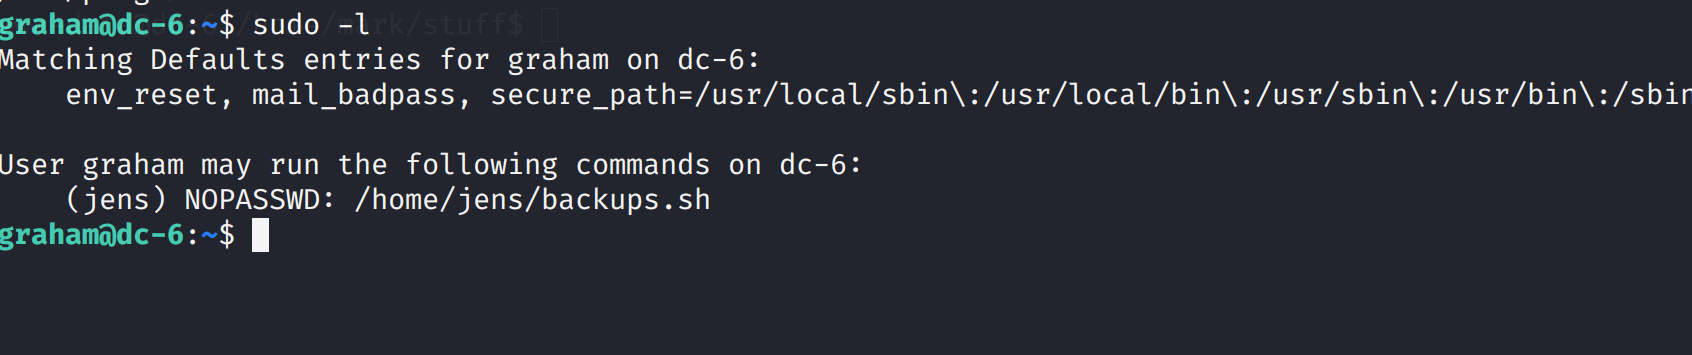 graham@dc-6:~$ sudo -l
Matching Defaults entries for graham on dc-6:
    env_reset, mail_badpass, secure_path=/usr/local/sbin\:/usr/local/bin\:/usr/sbin\:/usr/bin\:/sbin

User graham may run the following commands on dc-6:
    (jens) NOPASSWD: /home/jens/backups.sh
graham@dc-6:~$